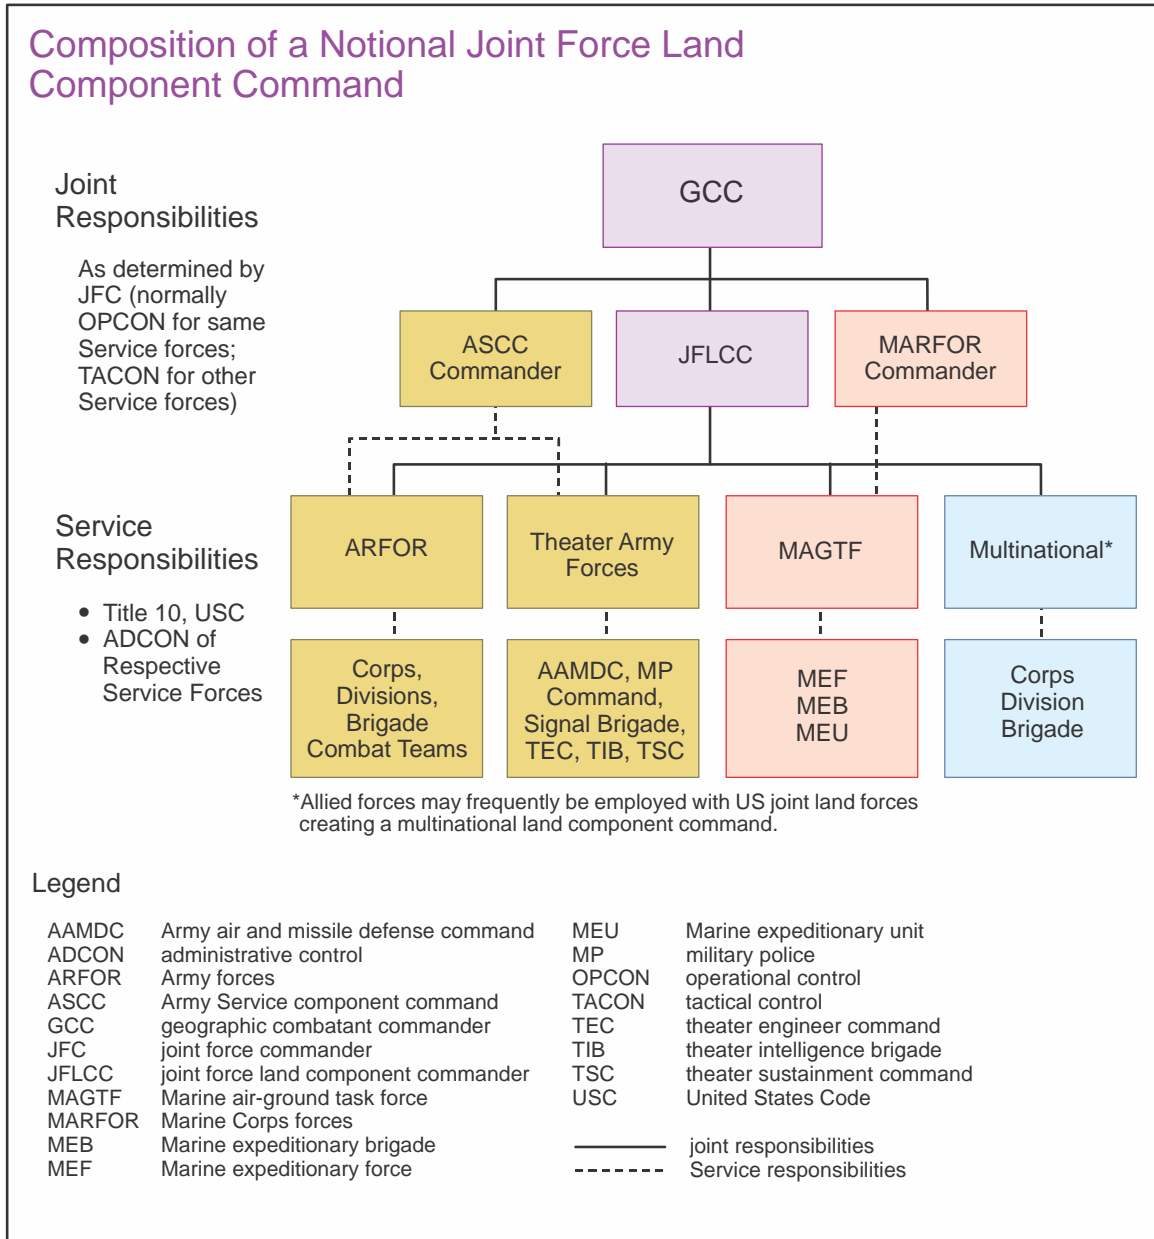 Composition of a Notional Joint Force Land
Component Command
Joint
Responsibilities
As determined by
JFC (normally
OPCON for same
Service forces;
TACON for other
Service forces)
GCC
ASCC
Commander
JFLCC
MARFOR
Commander
Service
Responsibilities
• Title 10, USC
• ADCON of
Respective
Service Forces
ARFOR
Theater Army
Forces
MAGTF
Multinational*
Corps,
Divisions,
Brigade
Combat Teams
AAMDC, MP
Command,
Signal Brigade,
TEC, TIB, TSC
MEF
MEB
MEU
Corps
Division
Brigade
*Allied forces may frequently be employed with US joint land forces
creating a multinational land component command.
Legend
AAMDC Army air and missile defense command
ADCON administrative control
ARFOR Army forces
ASCC Army Service component command
GCC geographic combatant commander
JFC joint force commander
JFLCC joint force land component commander
MAGTF Marine air-ground task force
MARFOR Marine Corps forces
MEB Marine expeditionary brigade
MEF Marine expeditionary force
MEU Marine expeditionary unit
MP military police
OPCON operational control
TACON tactical control
TEC theater engineer command
TIB theater intelligence brigade
TSC theater sustainment command
USC United States Code
joint responsibilities
Service responsibilities